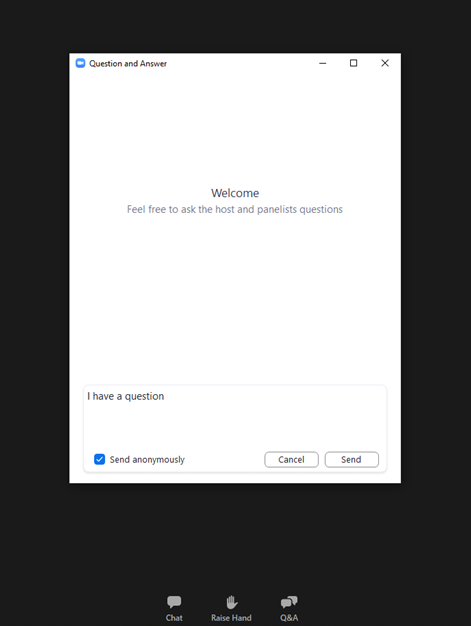 Question and Answer
Welcome
Feel free to ask the host and panelists questions
I have a question
Send anonymously
Cancel
Send
Chat
Raise Hand
Q&A